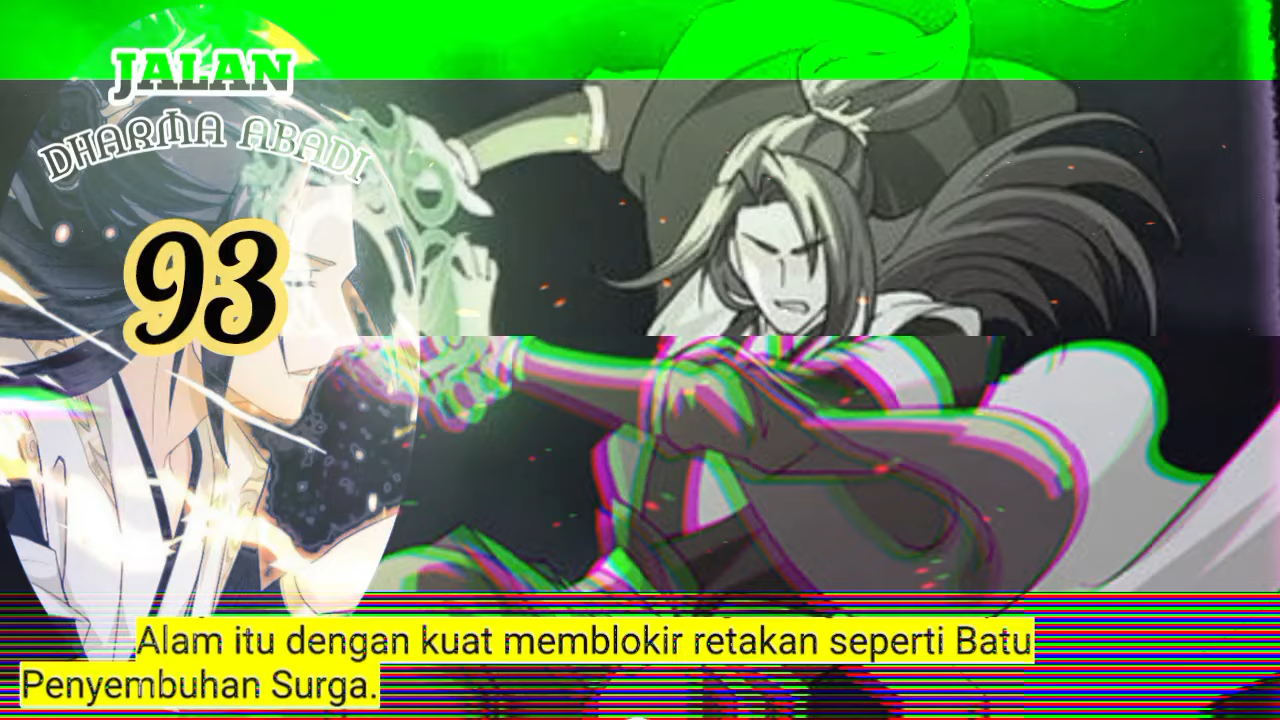 JALAN
DHARMA ABADI
93
Alam itu dengan kuat memblokir retakan seperti Batu
Penyembuhan Surga.